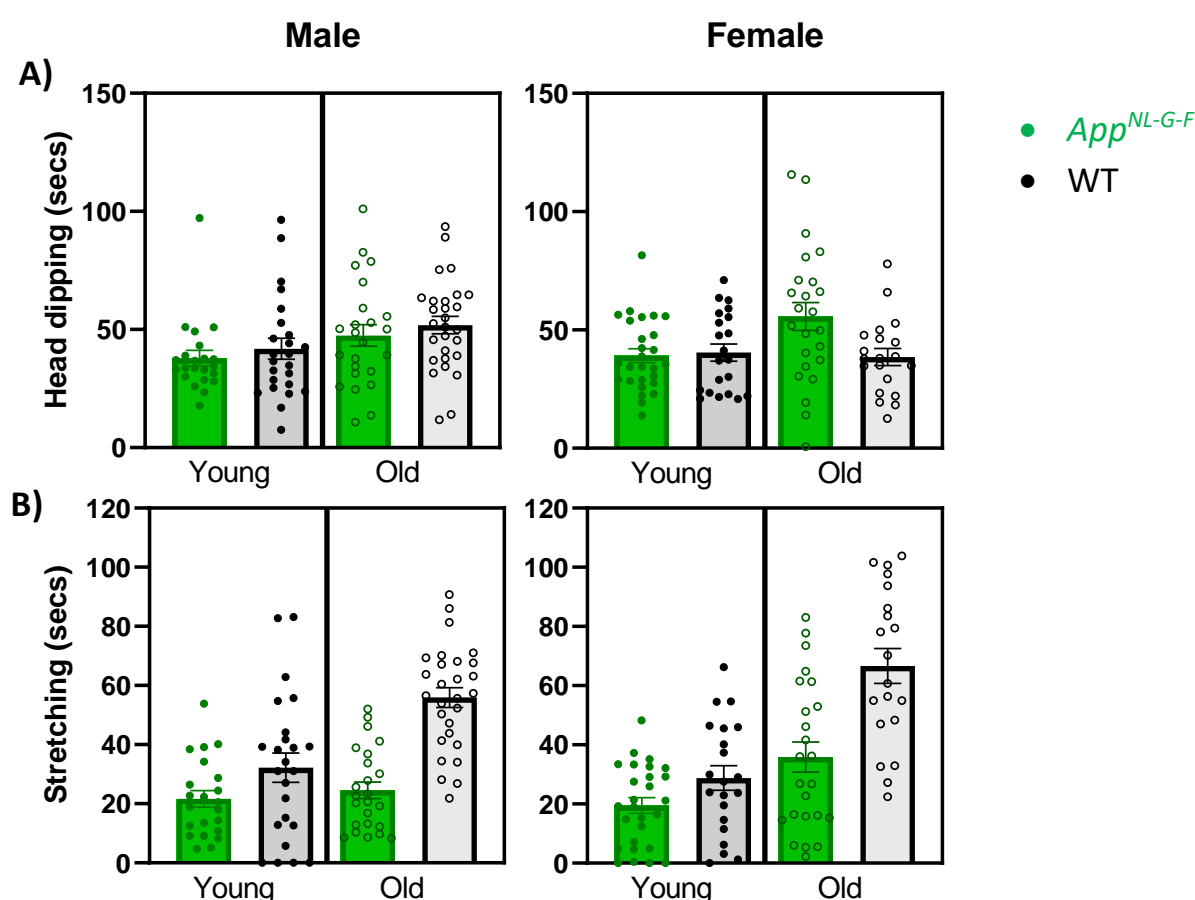 Male Female
A)
App^NL-G-F
WT
Head dipping (secs)
150
100
50
0
Young Old
150
100
50
0
Young Old
B)
Stretching (secs)
120
100
80
60
40
20
0
Young Old
120
100
80
60
40
20
0
Young Old